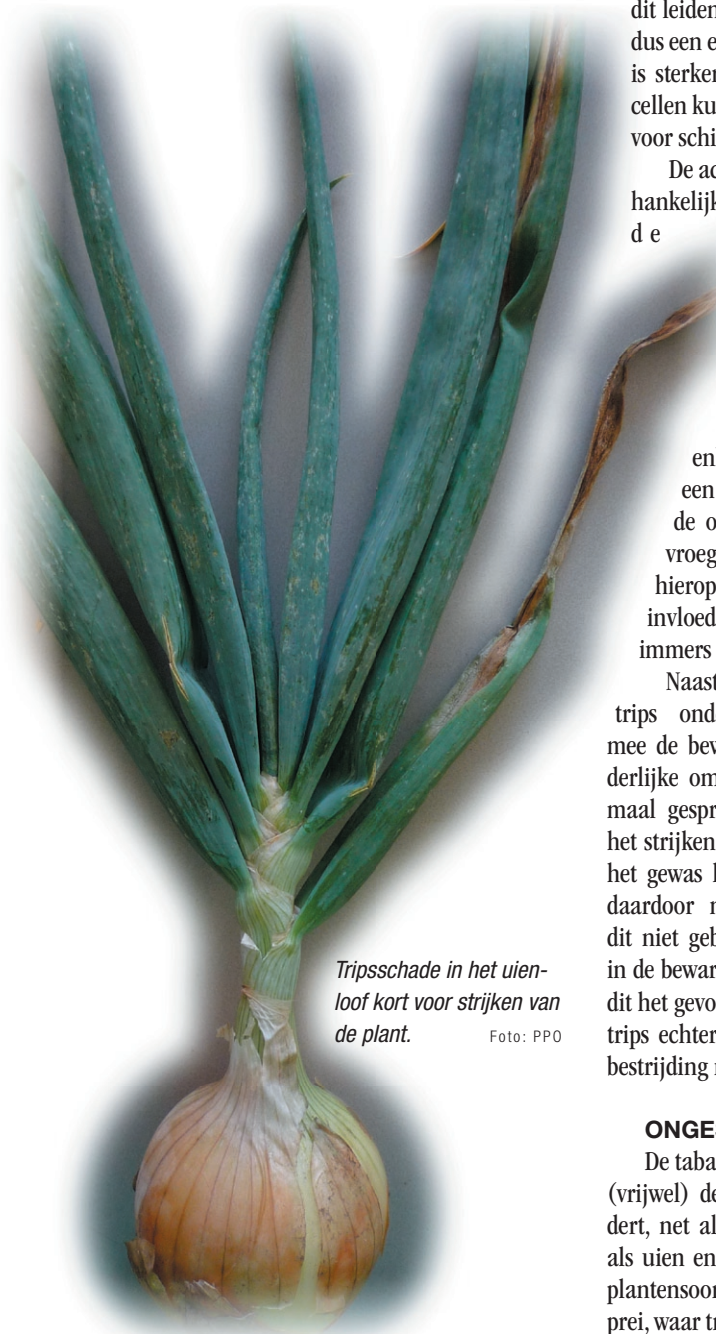 dit leiden
dus een e
is sterker
cellen ku
voor schi
De ac
hankelijk
d e
en
een
de o
vroeg
hierop
invloed
immers
Naast
trips ond
mee de bew
derlijke om
maal gespr
het strijken
het gewas
daardoor
dit niet geb
in de bewar
dit het gevo
trips echter
bestrijding
ONGE
De taba
(vrijwel) de
dert, net al
als uien en
plantensoor
prei, waar tr
Tripsschade in het uien-
loof kort voor strijken van
de plant. Foto: PPO